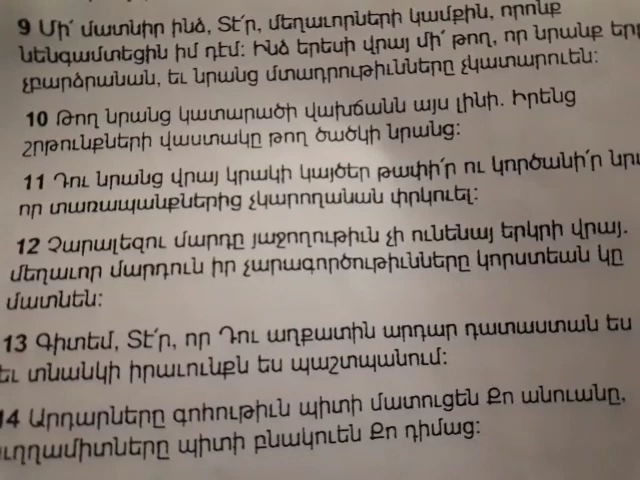 9 Մի՛ մատնիր ինձ, Տէ՛ր, մեղաւորների կամքին, որոնք
նենգամտեցին իմ դէմ: Ինձ երեսի վրայ մի՛ թող, որ նրանք
չբարձրանան, եւ նրանց մտադրութիւնները չկատարուեն:
10 Թող նրանց կատարածի վախճանն այս լինի. Իրենց
շրթունքների վաստակը թող ծածկի նրանց:
11 Դու նրանց վրայ կրակի կայծեր թափի՛ր ու կործանի՛ր
որ տառապանքներից չկարողանան փրկուել:
12 Չարալեզու մարդը յաջողութիւն չի ունենայ երկրի վրայ.
մեղաւոր մարդուն իր չարագործութիւնները կորստեան կը
մատնեն:
13 Գիտեմ, Տէ՛ր, որ Դու աղքատին արդար դատաստան ես
եւ տնանկի իրաւունքն ես պաշտպանում:
14 Արդարները գոհութիւն պիտի մատուցեն Քո անուանը,
ուղղամիտները պիտի բնակուեն Քո դիմաց: